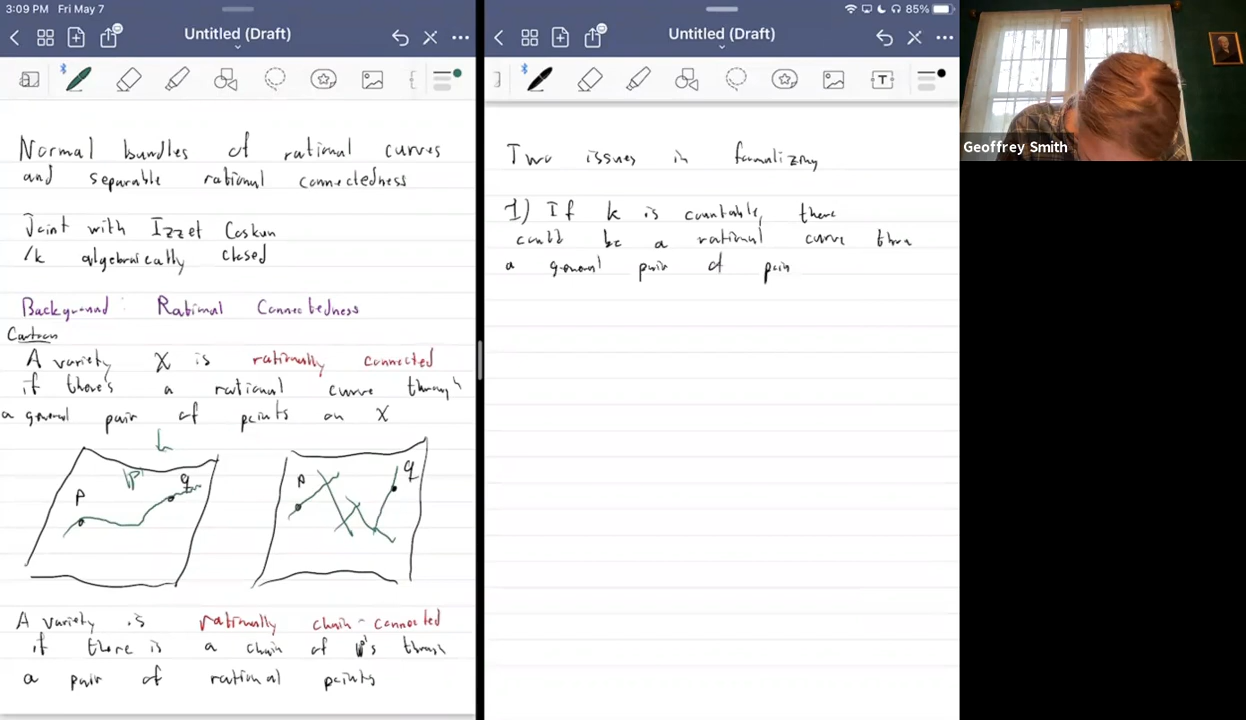 3:09 PM Fri May 7
85%
Untitled (Draft)
Untitled (Draft)
T
Normal bundles of rational curves
and separable rational connectedness
Joint with Izzet Coskun
/k algebraically closed
Background: Rational Connectedness
Cartoon
A variety X is rationally connected
if there's a rational curve through
a general pair of points on X
P
P¹
q
P
q
A variety is rationally chain-connected
if there is a chain of P¹'s through
a pair of rational points
Two issues in formalizing
1) If k is countable, there
could be a rational curve thru
a general pair of poin
Geoffrey Smith